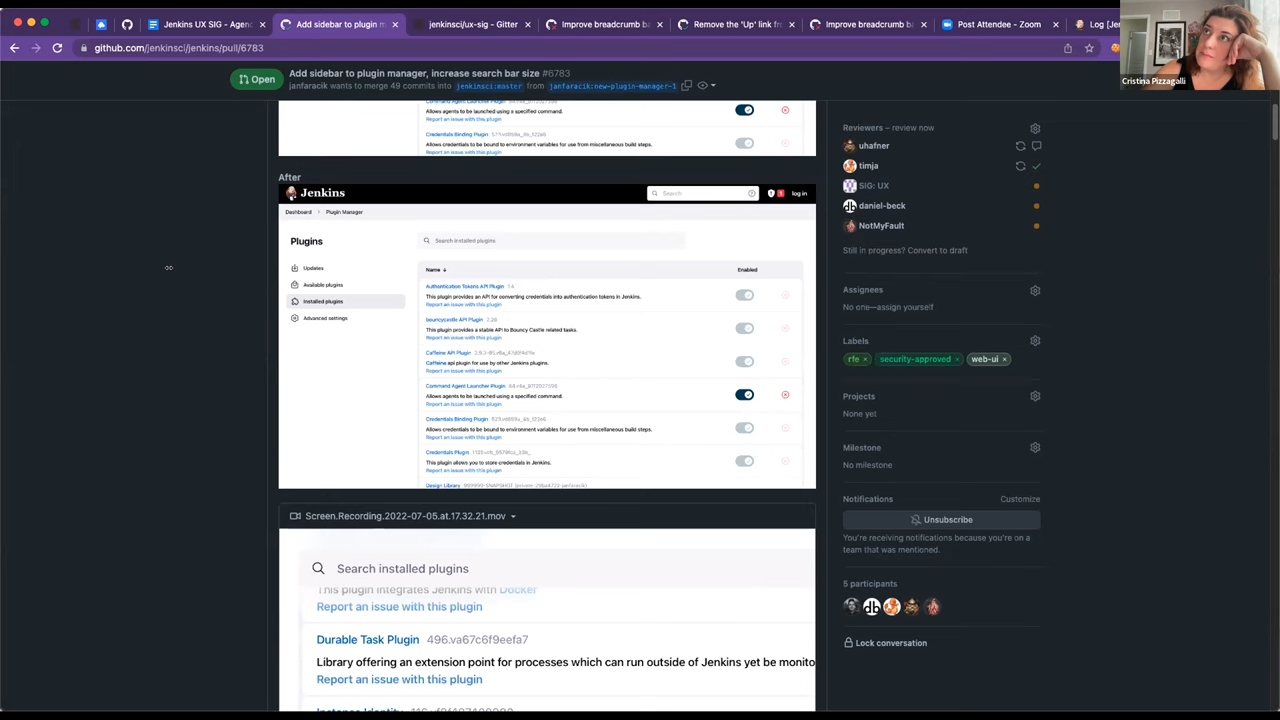 Jenkins UX SIG - Agen
Add sidebar to plugin m
jenkinsci/ux-sig - Gitter
Improve breadcrumb b
Remove the 'Up' link fr
Improve breadcrumb b
Post Attendee - Zoom
Log [Je
github.com/jenkinsci/jenkins/pull/6783
Cristina Pizzagalli
Open
Add sidebar to plugin manager, increase search bar size #6783
janfaracik wants to merge 49 commits into jenkinsci:master from janfaracik:new-plugin-manager-1
Command Agent Launcher Plugin
Allows agents to be launched using a specified command.
Report an issue with this plugin
Credentials Binding Plugin
Allows credentials to be bound to environment variables for use from miscellaneous build steps.
Report an issue with this plugin
After
Jenkins
Search
1
log in
Dashboard
Plugin Manager
Plugins
Search installed plugins
Updates
Available plugins
Installed plugins
Advanced settings
Name ↓
Enabled
Authentication Tokens API Plugin 1.4
This plugin provides an API for converting credentials into authentication tokens in Jenkins.
Report an issue with this plugin
bouncycastle API Plugin 2.26
This plugin provides a stable API to Bouncy Castle related tasks.
Report an issue with this plugin
Caffeine API Plugin
Caffeine api plugin for use by other Jenkins plugins.
Report an issue with this plugin
Command Agent Launcher Plugin
Allows agents to be launched using a specified command.
Report an issue with this plugin
Credentials Binding Plugin
Allows credentials to be bound to environment variables for use from miscellaneous build steps.
Report an issue with this plugin
Credentials Plugin
This plugin allows you to store credentials in Jenkins.
Report an issue with this plugin
Design Library
Screen.Recording.2022-07-05.at.17.32.21.mov
Search installed plugins
This plugin integrates Jenkins with Docker
Report an issue with this plugin
Durable Task Plugin 496.va67c6f9eefa7
Library offering an extension point for processes which can run outside of Jenkins yet be monito
Report an issue with this plugin
Instance Identity
Reviewers – review now
uhafner
timja
SIG: UX
daniel-beck
NotMyFault
Still in progress? Convert to draft
Assignees
No one—assign yourself
Labels
rfe ×
security-approved ×
web-ui ×
Projects
None yet
Milestone
No milestone
Notifications
Customize
Unsubscribe
You're receiving notifications because you're on a
team that was mentioned.
5 participants
Lock conversation